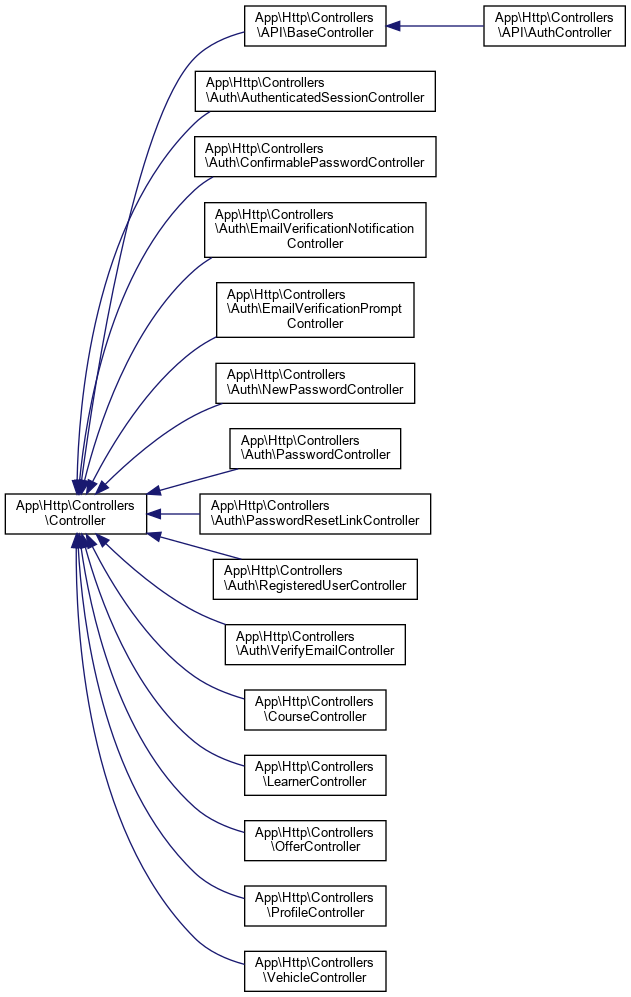 App\Http\Controllers
\API\BaseController
App\Http\Controllers
\API\AuthController
App\Http\Controllers
\Auth\AuthenticatedSessionController
App\Http\Controllers
\Auth\ConfirmablePasswordController
App\Http\Controllers
\Auth\EmailVerificationNotification
Controller
App\Http\Controllers
\Auth\EmailVerificationPrompt
Controller
App\Http\Controllers
\Auth\NewPasswordController
App\Http\Controllers
\Auth\PasswordController
App\Http\Controllers
\Controller
App\Http\Controllers
\Auth\PasswordResetLinkController
App\Http\Controllers
\Auth\RegisteredUserController
App\Http\Controllers
\Auth\VerifyEmailController
App\Http\Controllers
\CourseController
App\Http\Controllers
\LearnerController
App\Http\Controllers
\OfferController
App\Http\Controllers
\ProfileController
App\Http\Controllers
\VehicleController